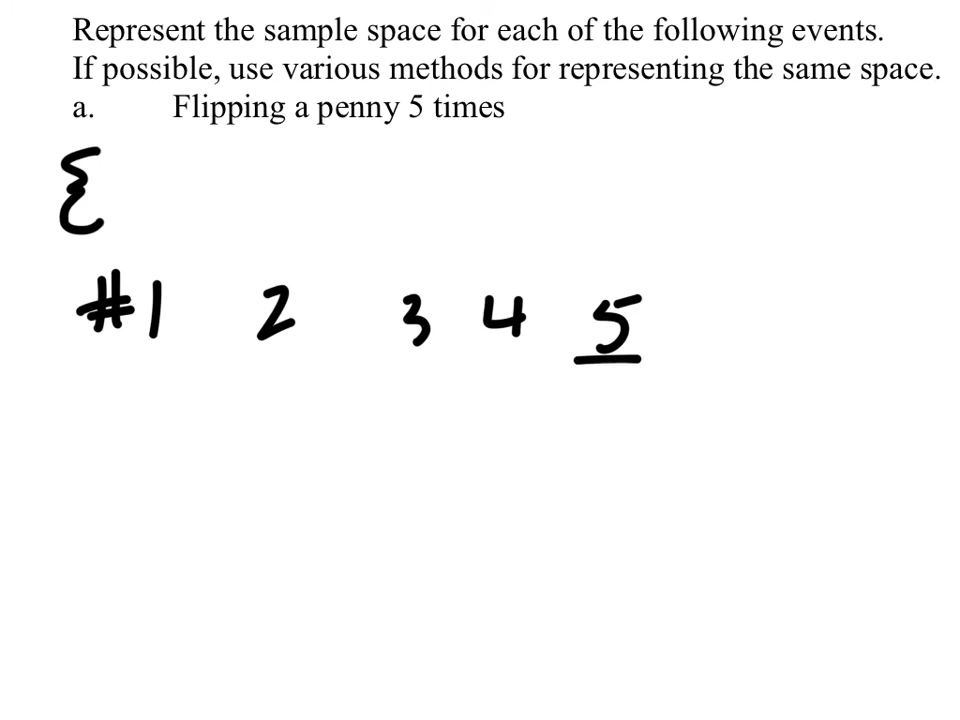 Represent the sample space for each of the following events.
If possible, use various methods for representing the same space.
a. Flipping a penny 5 times
{
#1 2 3 4 5